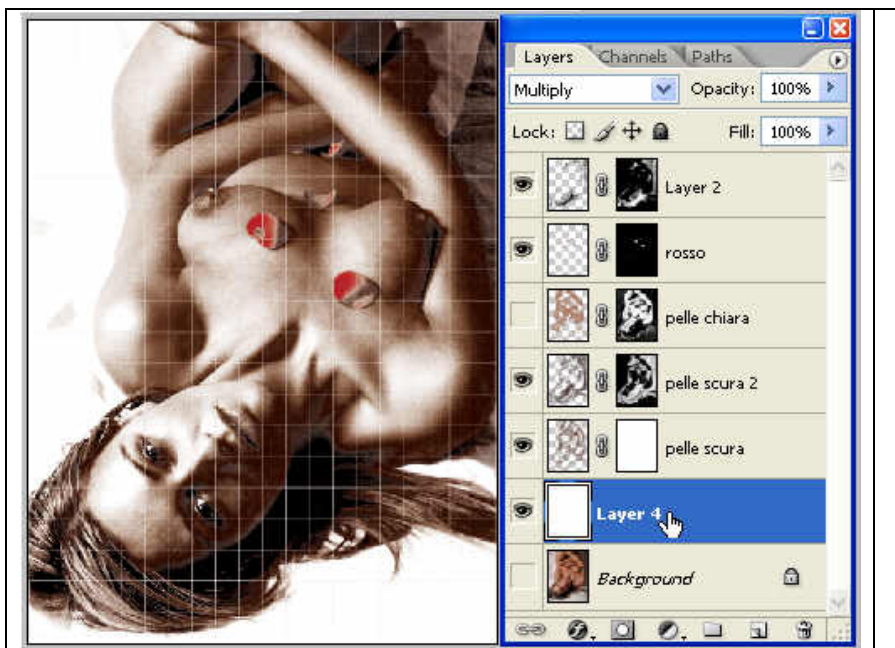 Layers Channels Paths
Multiply Opacity: 100%
Lock: Fill: 100%
Layer 2
rosso
pelle chiara
pelle scura 2
pelle scura
Layer 4
Background